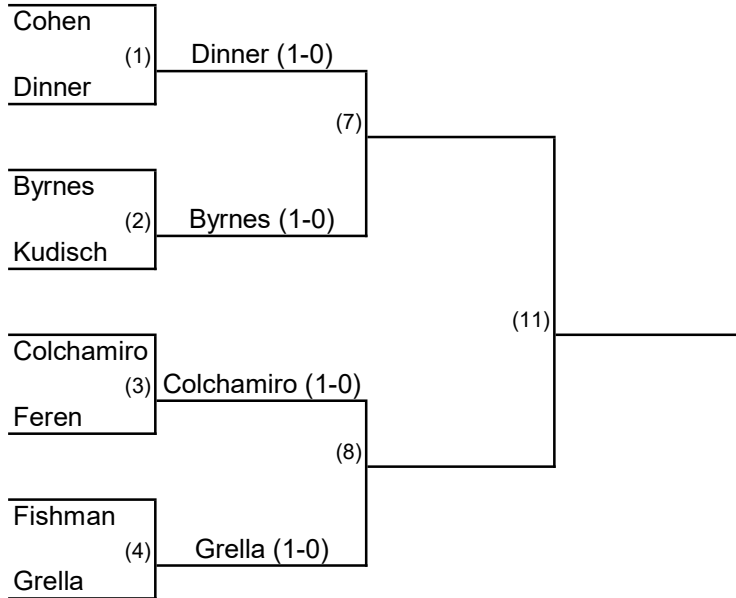 Cohen
(1) Dinner (1-0)
Dinner
(7)
Byrnes
(2) Byrnes (1-0)
Kudisch
(11)
Colchamiro
(3) Colchamiro (1-0)
Feren
(8)
Fishman
(4) Grella (1-0)
Grella